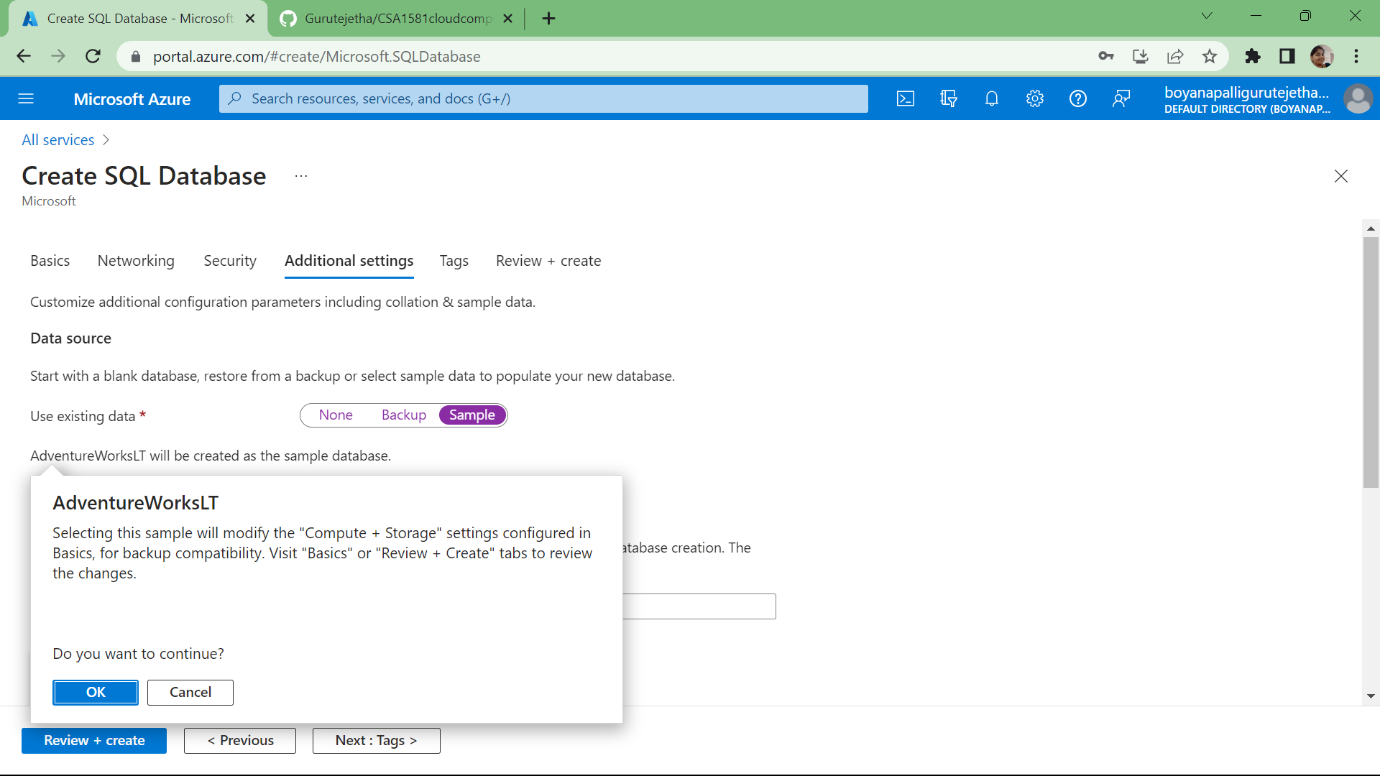 Create SQL Database - Microsoft
Gurutejetha/CSA1581cloudcomp
portal.azure.com/#create/Microsoft.SQLDatabase
Microsoft Azure
Search resources, services, and docs (G+/)
boyanapalligurutejetha...
DEFAULT DIRECTORY (BOYANAP...
All services >
Create SQL Database ...
Microsoft
Basics Networking Security Additional settings Tags Review + create
Customize additional configuration parameters including collation & sample data.
Data source
Start with a blank database, restore from a backup or select sample data to populate your new database.
Use existing data * None Backup Sample
AdventureWorksLT will be created as the sample database.
AdventureWorksLT
Selecting this sample will modify the "Compute + Storage" settings configured in
Basics, for backup compatibility. Visit "Basics" or "Review + Create" tabs to review
the changes.
atabase creation. The
Do you want to continue?
OK Cancel
Review + create < Previous Next : Tags >